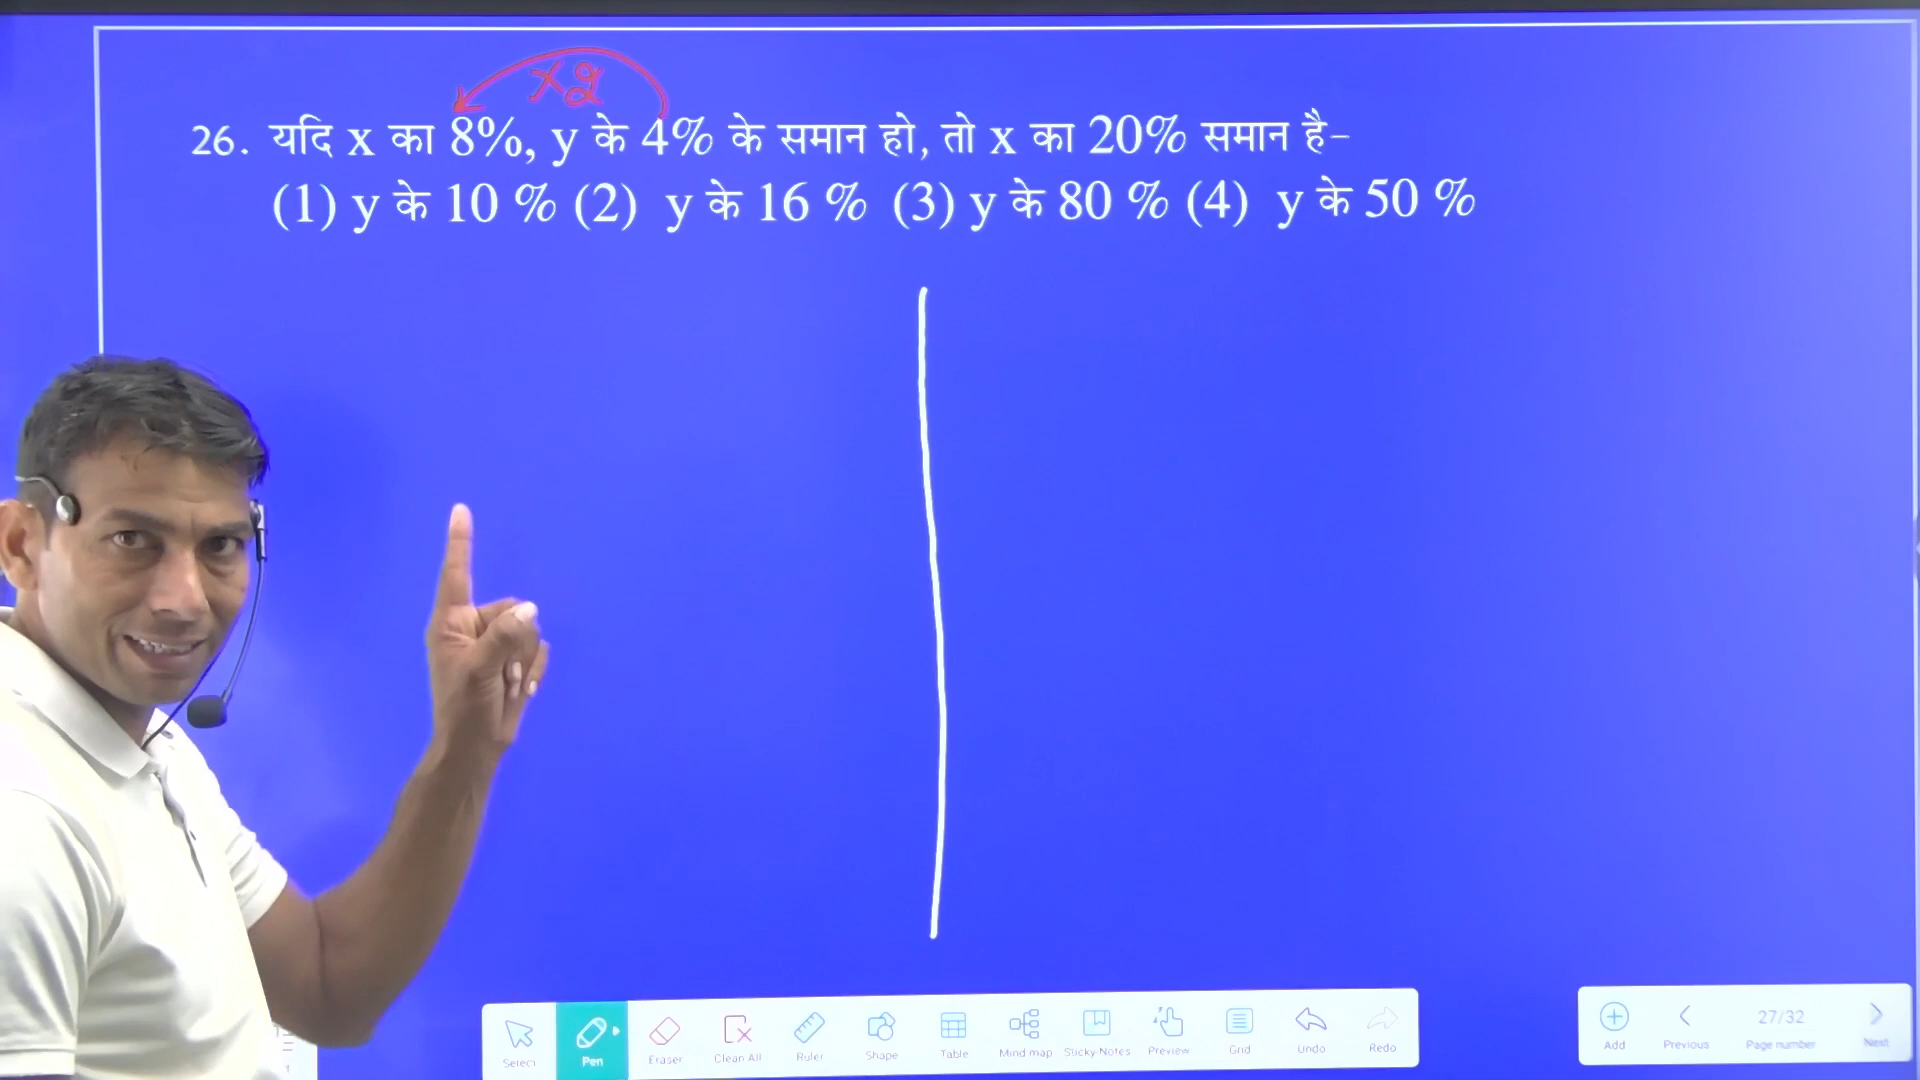 ×2
26. यदि x का 8%, y के 4% के समान हो, तो x का 20% समान है-
(1) y के 10 % (2) y के 16 % (3) y के 80 % (4) y के 50 %
Select Pen Eraser Clean All Ruler Shape Table Mind map Sticky Notes Preview Grid Undo Redo
27/32
Add Previous Page number Next